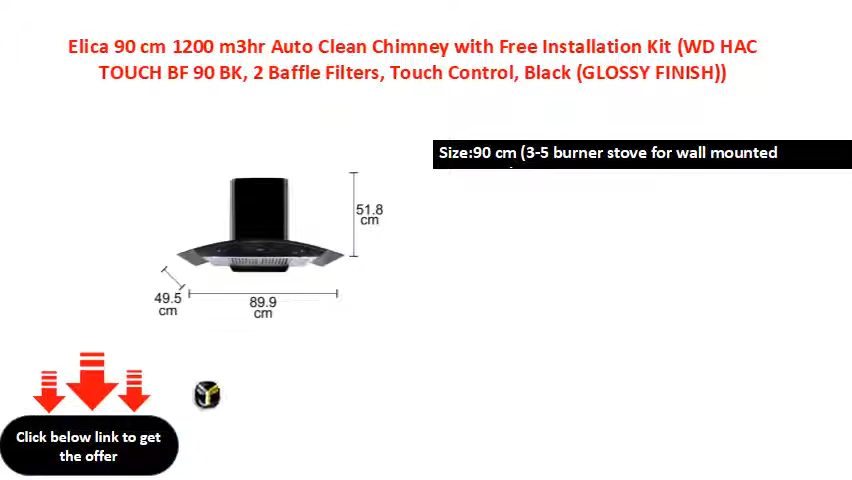 Elica 90 cm 1200 m3hr Auto Clean Chimney with Free Installation Kit (WD HAC
TOUCH BF 90 BK, 2 Baffle Filters, Touch Control, Black (GLOSSY FINISH))
Size:90 cm (3-5 burner stove for wall mounted
51.8
cm
49.5
cm
89.9
cm
Click below link to get
the offer